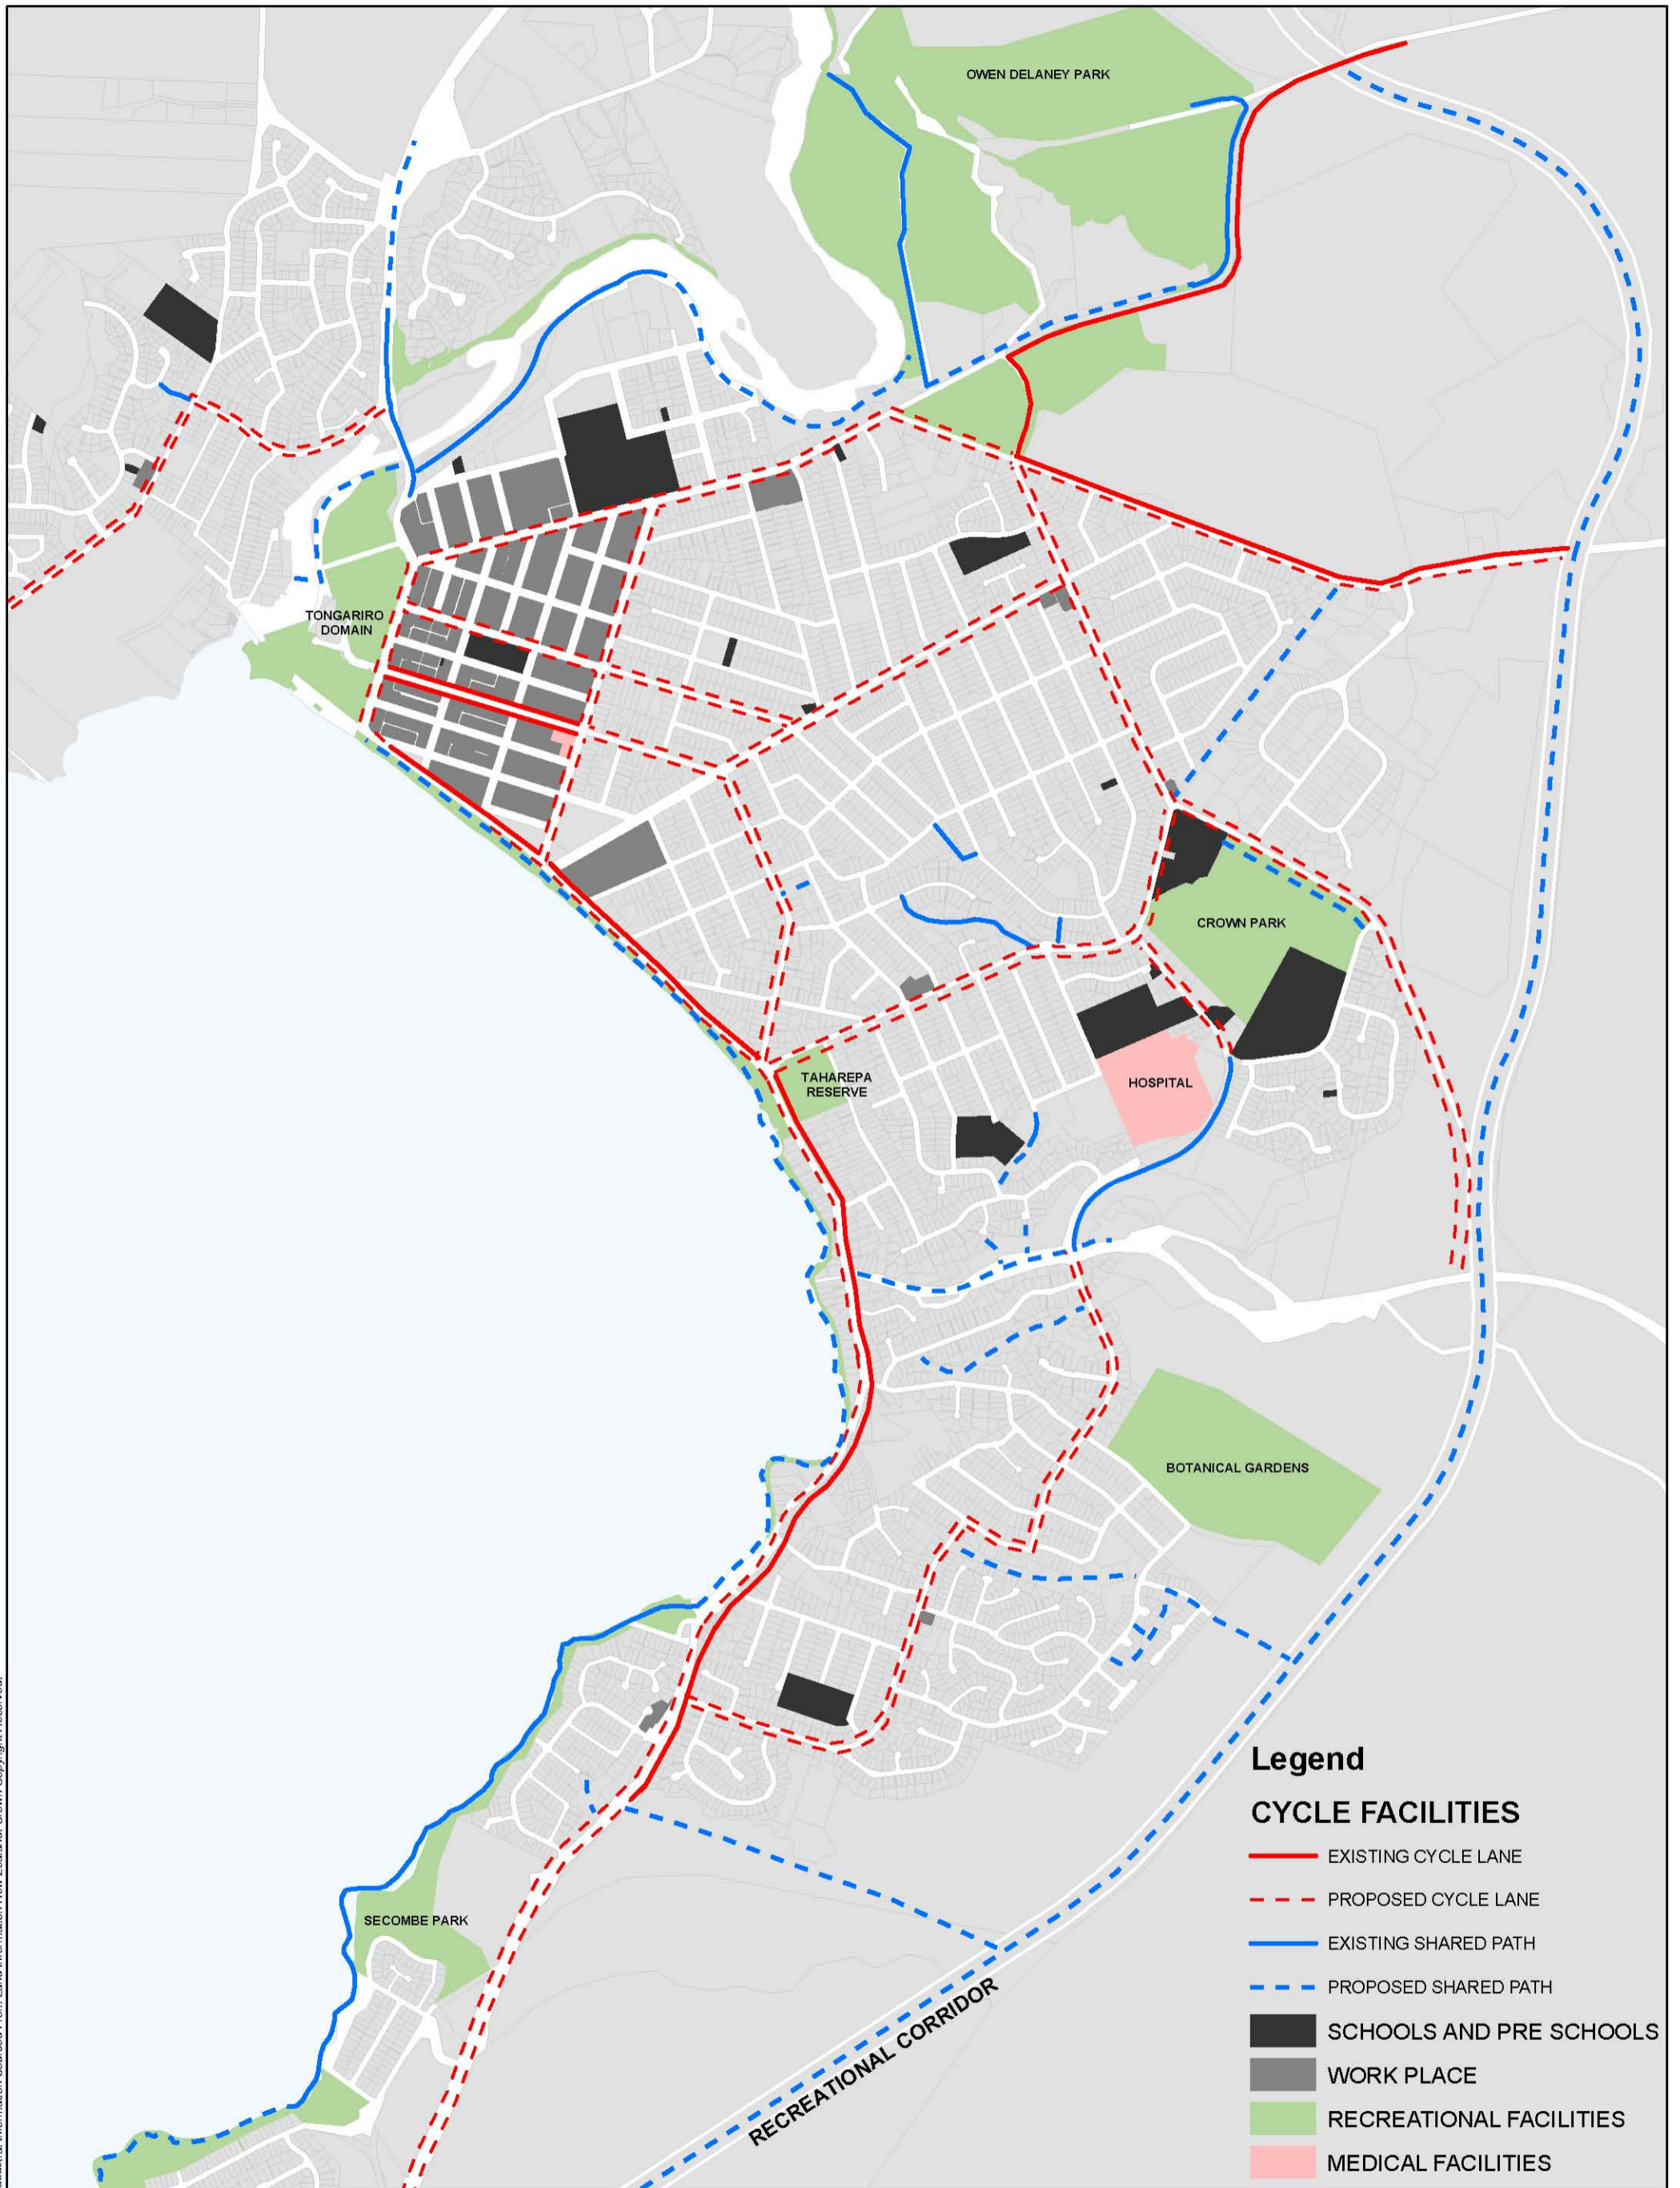 OWEN DELANEY PARK
TONGARIRO
DOMAIN
CROWN PARK
TAHAREPA
RESERVE
HOSPITAL
BOTANICAL GARDENS
SECOMBE PARK
RECREATIONAL CORRIDOR
Legend
CYCLE FACILITIES
EXISTING CYCLE LANE
PROPOSED CYCLE LANE
EXISTING SHARED PATH
PROPOSED SHARED PATH
SCHOOLS AND PRE SCHOOLS
WORK PLACE
RECREATIONAL FACILITIES
MEDICAL FACILITIES